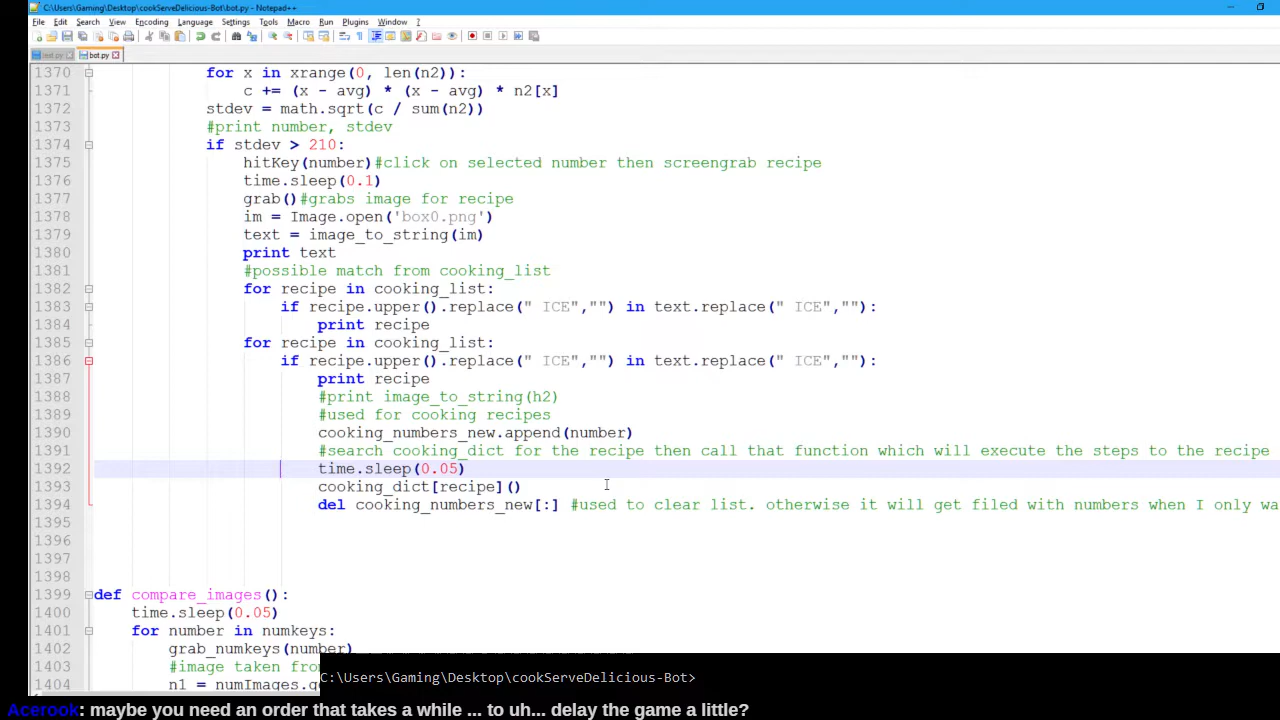 C:\Users\Gaming\Desktop\cookServeDelicious-Bot\bot.py - Notepad++
File Edit Search View Encoding Language Settings Tools Macro Run Plugins Window ?
bot.py
1370 for x in xrange(0, len(n2)):
1371 c += (x - avg) * (x - avg) * n2[x]
1372 stdev = math.sqrt(c / sum(n2))
1373 #print number, stdev
1374 if stdev > 210:
1375 hitKey(number)#click on selected number then screengrab recipe
1376 time.sleep(0.1)
1377 grab()#grabs image for recipe
1378 im = Image.open('box0.png')
1379 text = image_to_string(im)
1380 print text
1381 #possible match from cooking_list
1382 for recipe in cooking_list:
1383 if recipe.upper().replace(" ICE","") in text.replace(" ICE",""):
1384 print recipe
1385 for recipe in cooking_list:
1386 if recipe.upper().replace(" ICE","") in text.replace(" ICE",""):
1387 print recipe
1388 #print image_to_string(h2)
1389 #used for cooking recipes
1390 cooking_numbers_new.append(number)
1391 #search cooking_dict for the recipe then call that function which will execute the steps to the recipe
1392 time.sleep(0.05)
1393 cooking_dict[recipe]()
1394 del cooking_numbers_new[:] #used to clear list. otherwise it will get filed with numbers when I only wa
1395
1396
1397
1398
1399 def compare_images():
1400 time.sleep(0.05)
1401 for number in numkeys:
1402 grab_numkeys(number)
1403 #image taken from
1404 n1 = numImages.g
C:\Users\Gaming\Desktop\cookServeDelicious-Bot>
Acerook: maybe you need an order that takes a while ... to uh... delay the game a little?